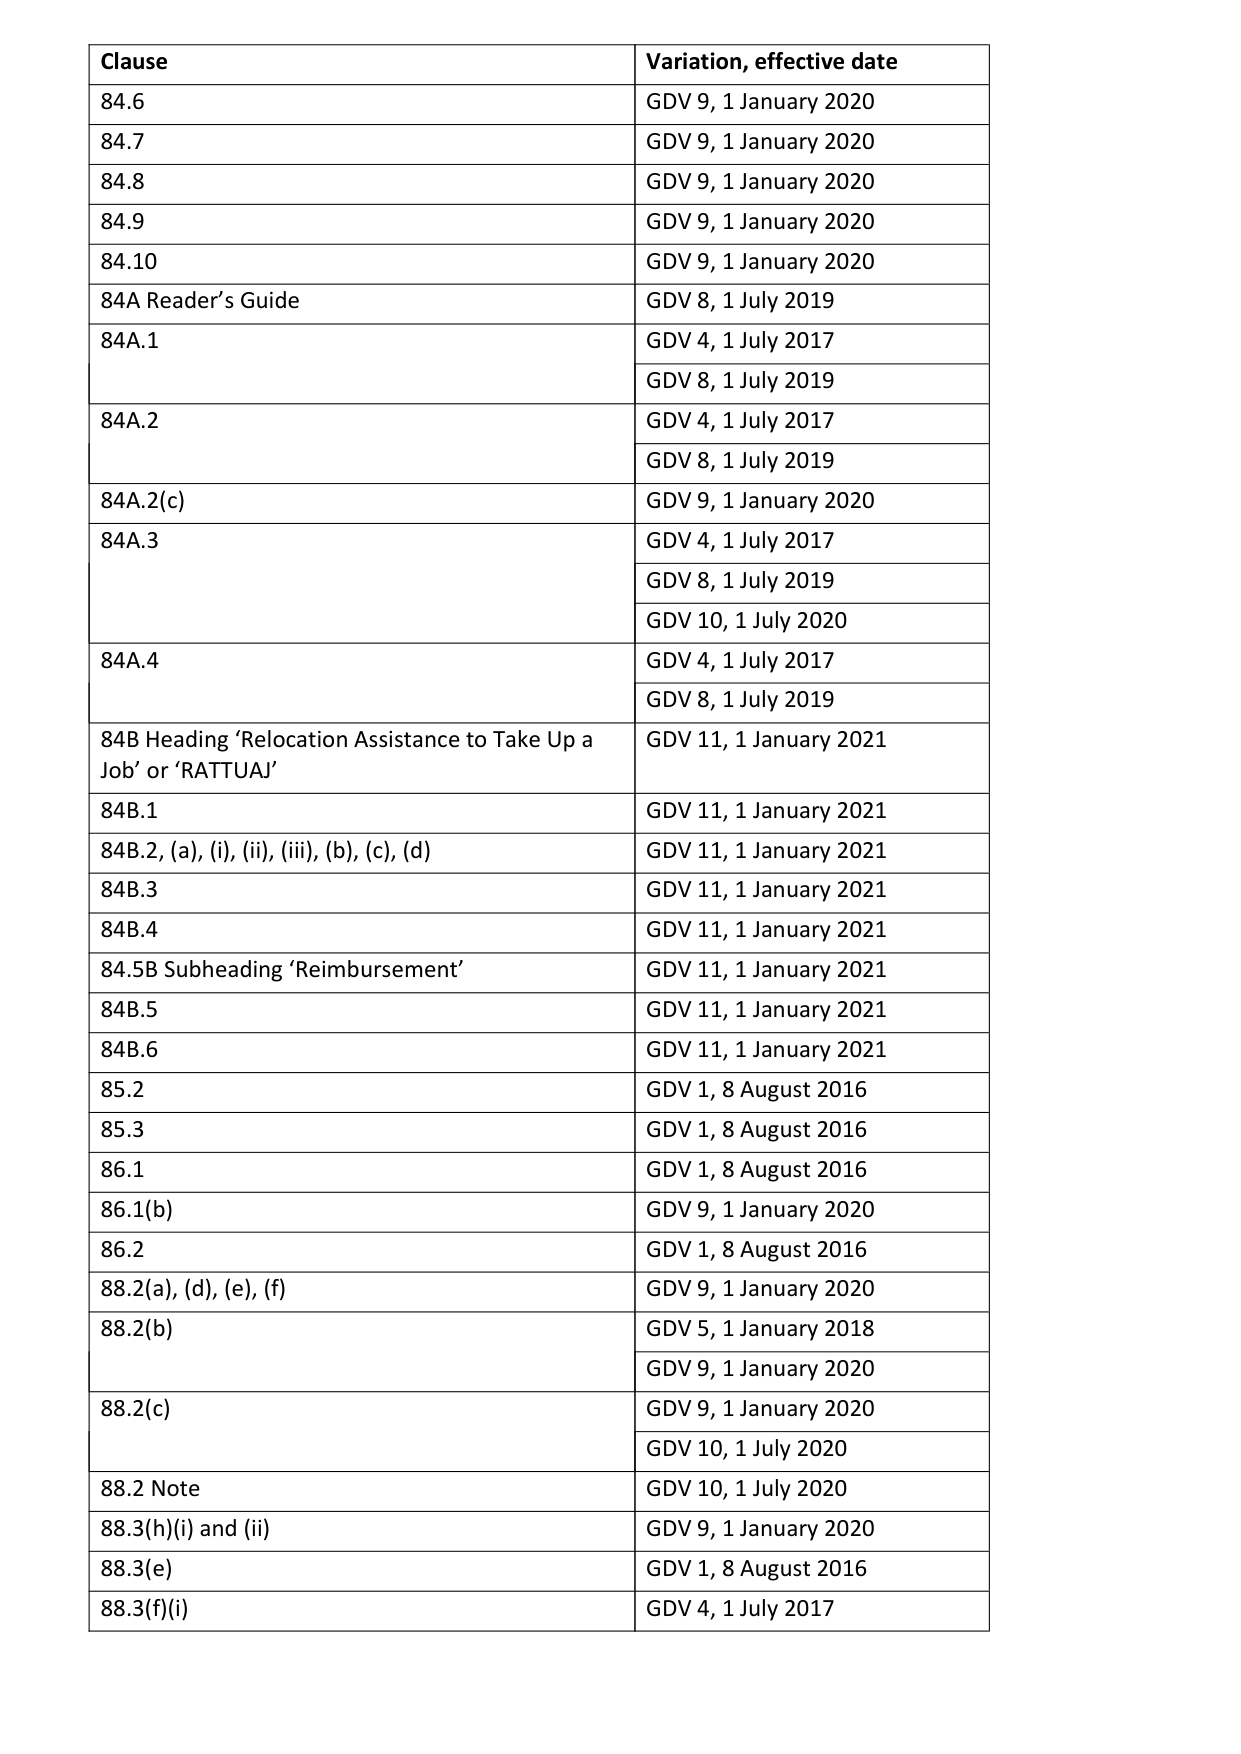 Clause Variation, effective date
84.6 GDV 9, 1 January 2020
84.7 GDV 9, 1 January 2020
84.8 GDV 9, 1 January 2020
84.9 GDV 9, 1 January 2020
84.10 GDV 9, 1 January 2020
84A Reader’s Guide GDV 8, 1 July 2019
84A.1 GDV 4, 1 July 2017
GDV 8, 1 July 2019
84A.2 GDV 4, 1 July 2017
GDV 8, 1 July 2019
84A.2(c) GDV 9, 1 January 2020
84A.3 GDV 4, 1 July 2017
GDV 8, 1 July 2019
GDV 10, 1 July 2020
84A.4 GDV 4, 1 July 2017
GDV 8, 1 July 2019
84B Heading ‘Relocation Assistance to Take Up a GDV 11, 1 January 2021
Job’ or ‘RATTUAJ’
84B.1 GDV 11, 1 January 2021
84B.2, (a), (i), (ii), (iii), (b), (c), (d) GDV 11, 1 January 2021
84B.3 GDV 11, 1 January 2021
84B.4 GDV 11, 1 January 2021
84.5B Subheading ‘Reimbursement’ GDV 11, 1 January 2021
84B.5 GDV 11, 1 January 2021
84B.6 GDV 11, 1 January 2021
85.2 GDV 1, 8 August 2016
85.3 GDV 1, 8 August 2016
86.1 GDV 1, 8 August 2016
86.1(b) GDV 9, 1 January 2020
86.2 GDV 1, 8 August 2016
88.2(a), (d), (e), (f) GDV 9, 1 January 2020
88.2(b) GDV 5, 1 January 2018
GDV 9, 1 January 2020
88.2(c) GDV 9, 1 January 2020
GDV 10, 1 July 2020
88.2 Note GDV 10, 1 July 2020
88.3(h)(i) and (ii) GDV 9, 1 January 2020
88.3(e) GDV 1, 8 August 2016
88.3(f)(i) GDV 4, 1 July 2017